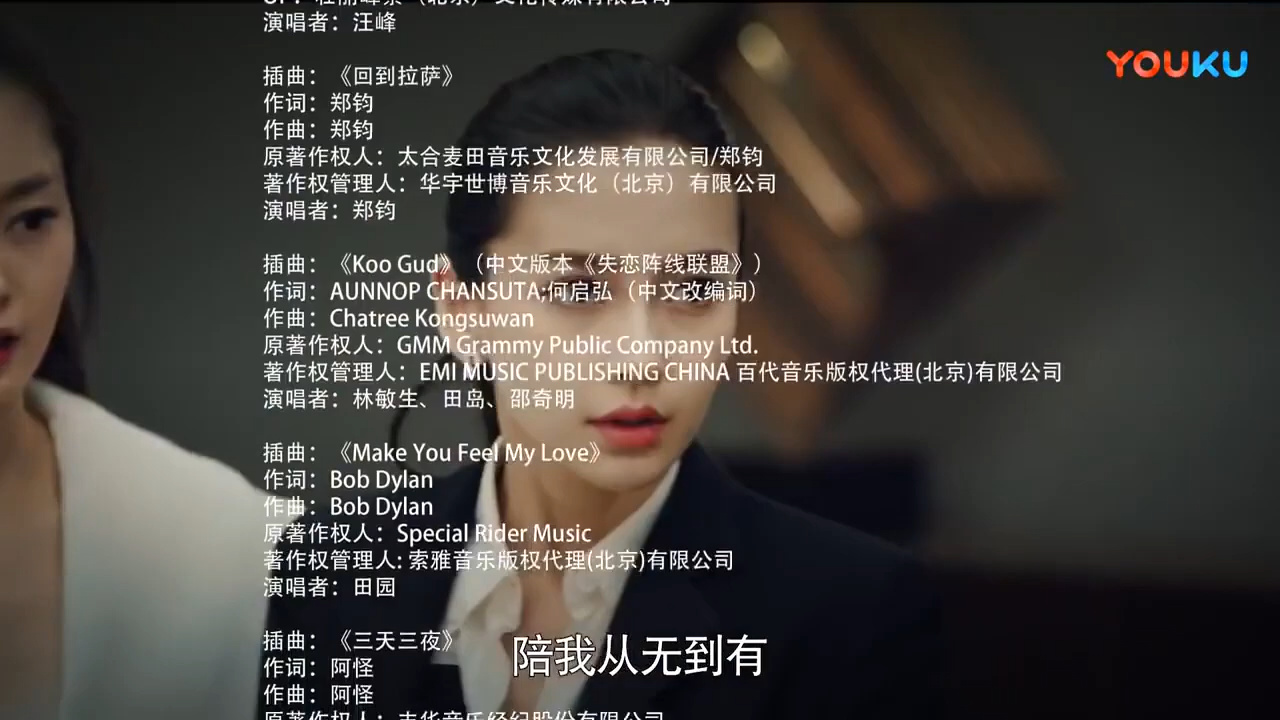 演唱者：汪峰
YOUKU
插曲：《回到拉萨》
作词：郑钧
作曲：郑钧
原著作权人：太合麦田音乐文化发展有限公司/郑钧
著作权管理人：华宇世博音乐文化（北京）有限公司
演唱者：郑钧
插曲：《Koo Gud》（中文版本《失恋阵线联盟》）
作词：AUNNOP CHANSUTA;何启弘（中文改编词）
作曲：Chatree Kongsuwan
原著作权人：GMM Grammy Public Company Ltd.
著作权管理人：EMI MUSIC PUBLISHING CHINA 百代音乐版权代理(北京)有限公司
演唱者：林敏生、田岛、邵奇明
插曲：《Make You Feel My Love》
作词：Bob Dylan
作曲：Bob Dylan
原著作权人：Special Rider Music
著作权管理人: 索雅音乐版权代理(北京)有限公司
演唱者：田园
插曲：《三天三夜》
作词：阿怪
作曲：阿怪
陪我从无到有